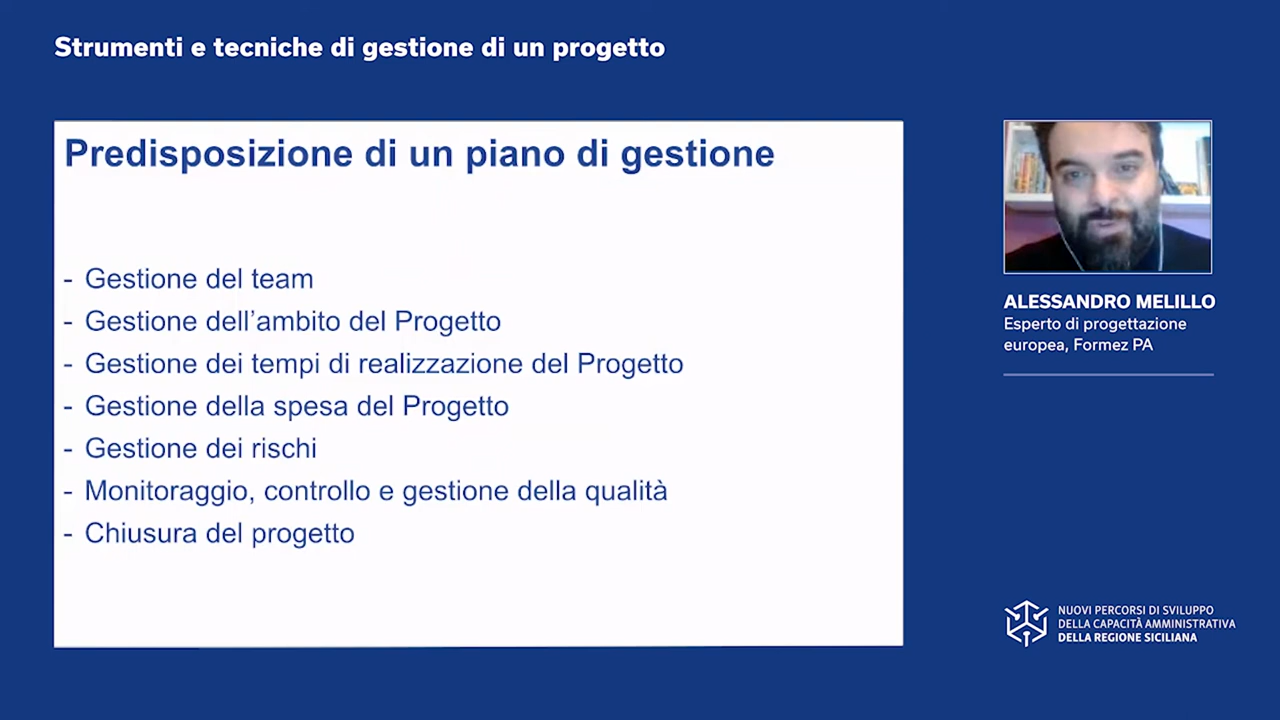 Strumenti e tecniche di gestione di un progetto
Predisposizione di un piano di gestione
- Gestione del team
- Gestione dell’ambito del Progetto
- Gestione dei tempi di realizzazione del Progetto
- Gestione della spesa del Progetto
- Gestione dei rischi
- Monitoraggio, controllo e gestione della qualità
- Chiusura del progetto
ALESSANDRO MELILLO
Esperto di progettazione
europea, Formez PA
NUOVI PERCORSI DI SVILUPPO
DELLA CAPACITÀ AMMINISTRATIVA
DELLA REGIONE SICILIANA